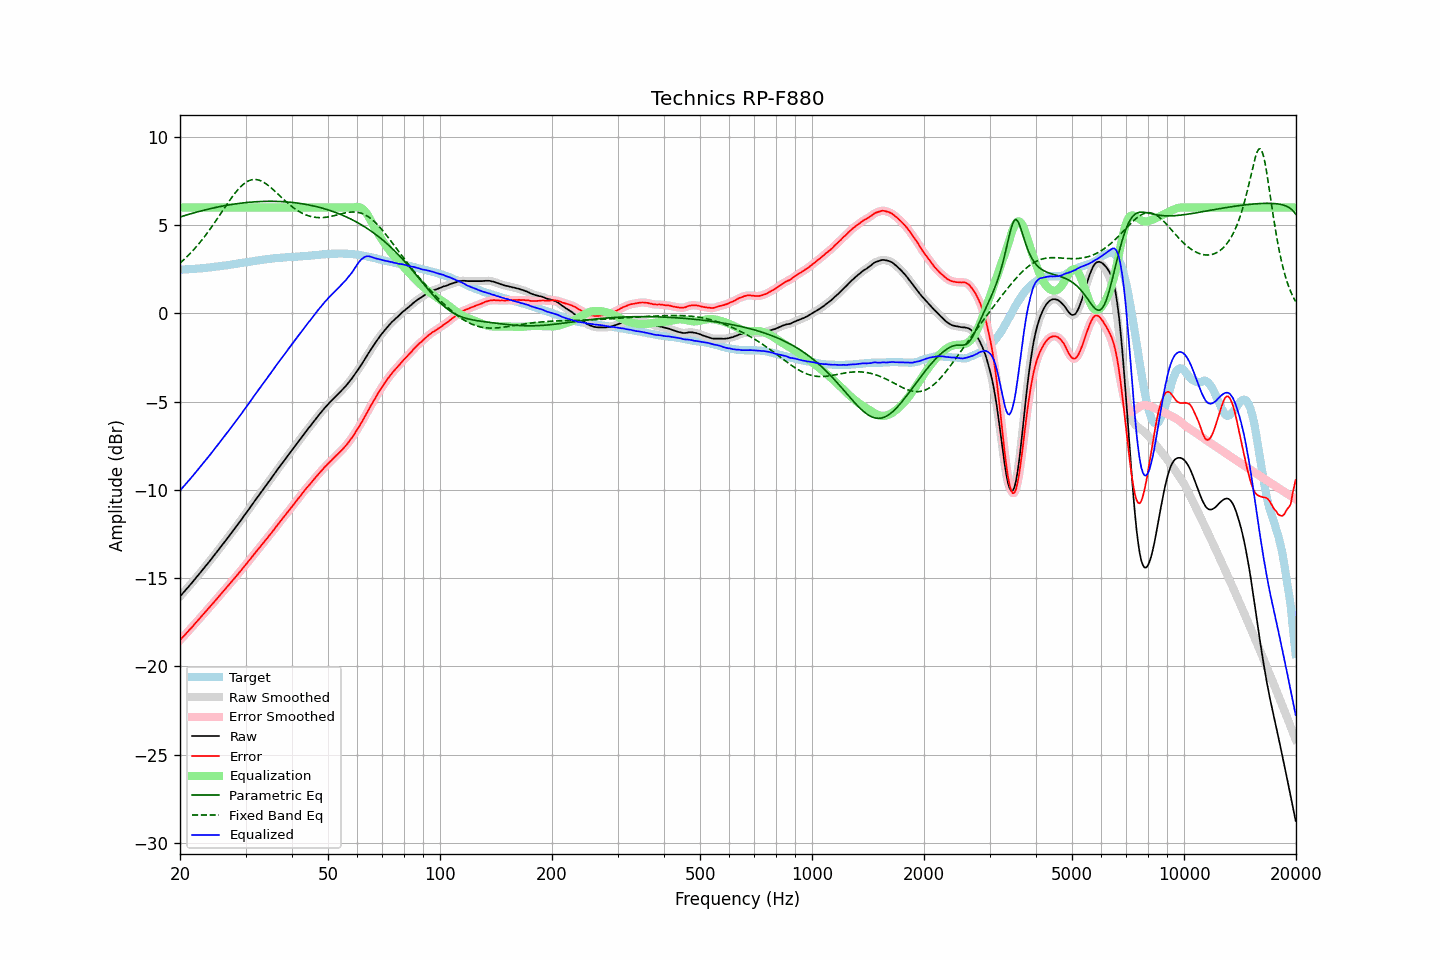 Technics RP-F880
Amplitude (dBr)
10
5
0
−5
−10
−15
−20
−25
−30
Target
Raw Smoothed
Error Smoothed
Raw
Error
Equalization
Parametric Eq
Fixed Band Eq
Equalized
20 50 100 200 500 1000 2000 5000 10000 20000
Frequency (Hz)